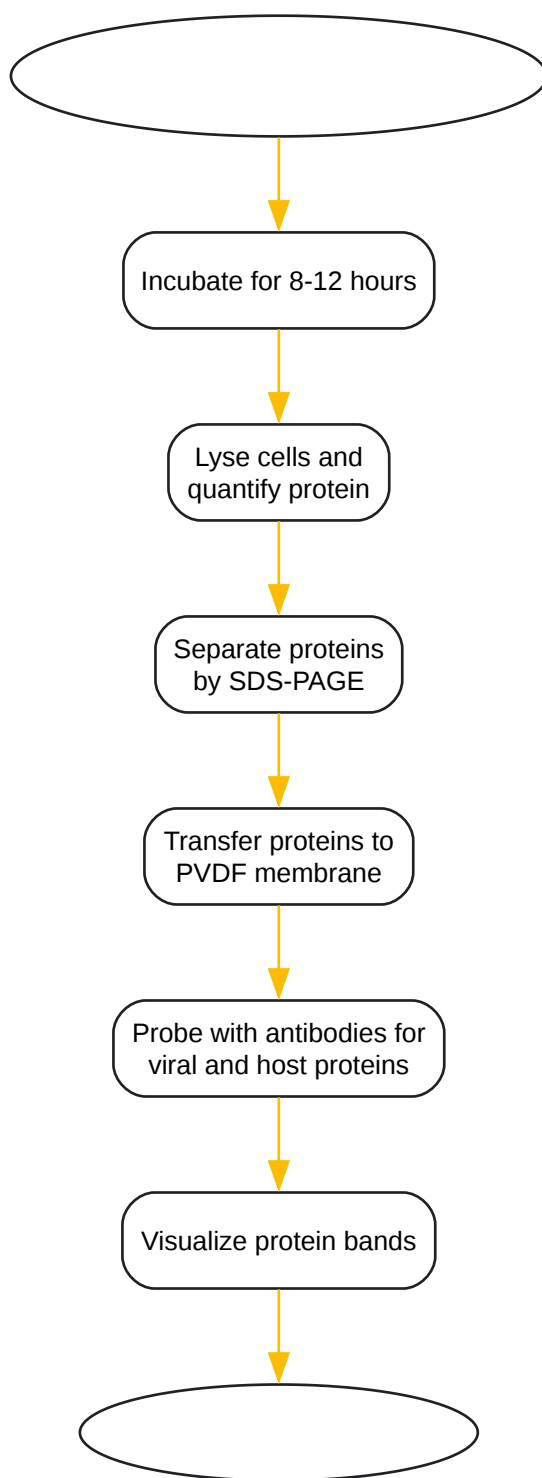 Incubate for 8-12 hours
Lyse cells and
quantify protein
Separate proteins
by SDS-PAGE
Transfer proteins to
PVDF membrane
Probe with antibodies for
viral and host proteins
Visualize protein bands